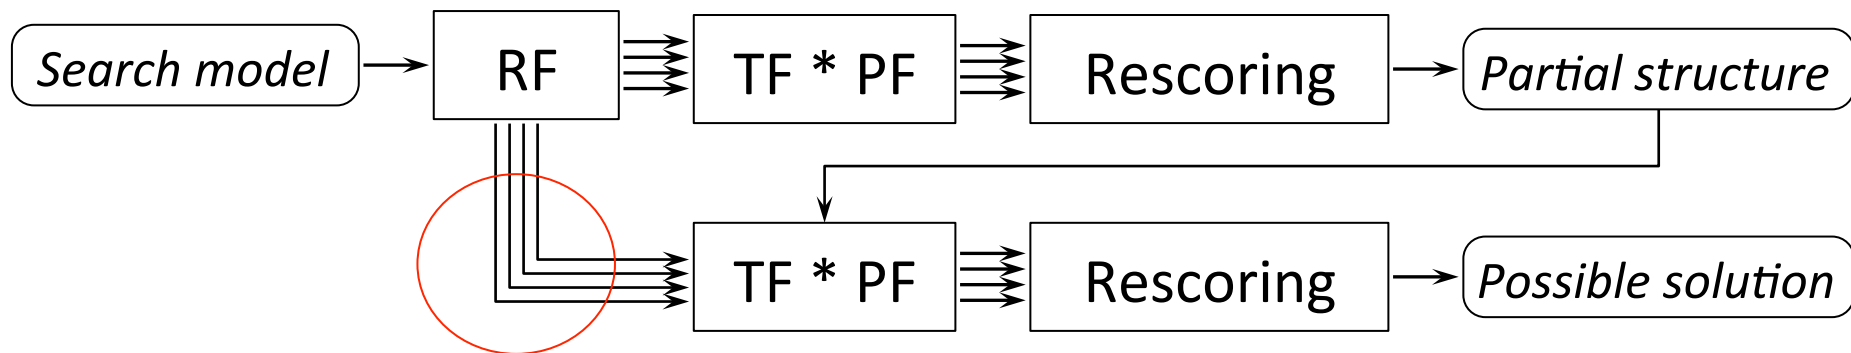 Search model
RF
TF * PF
Rescoring
Partial structure
TF * PF
Rescoring
Possible solution